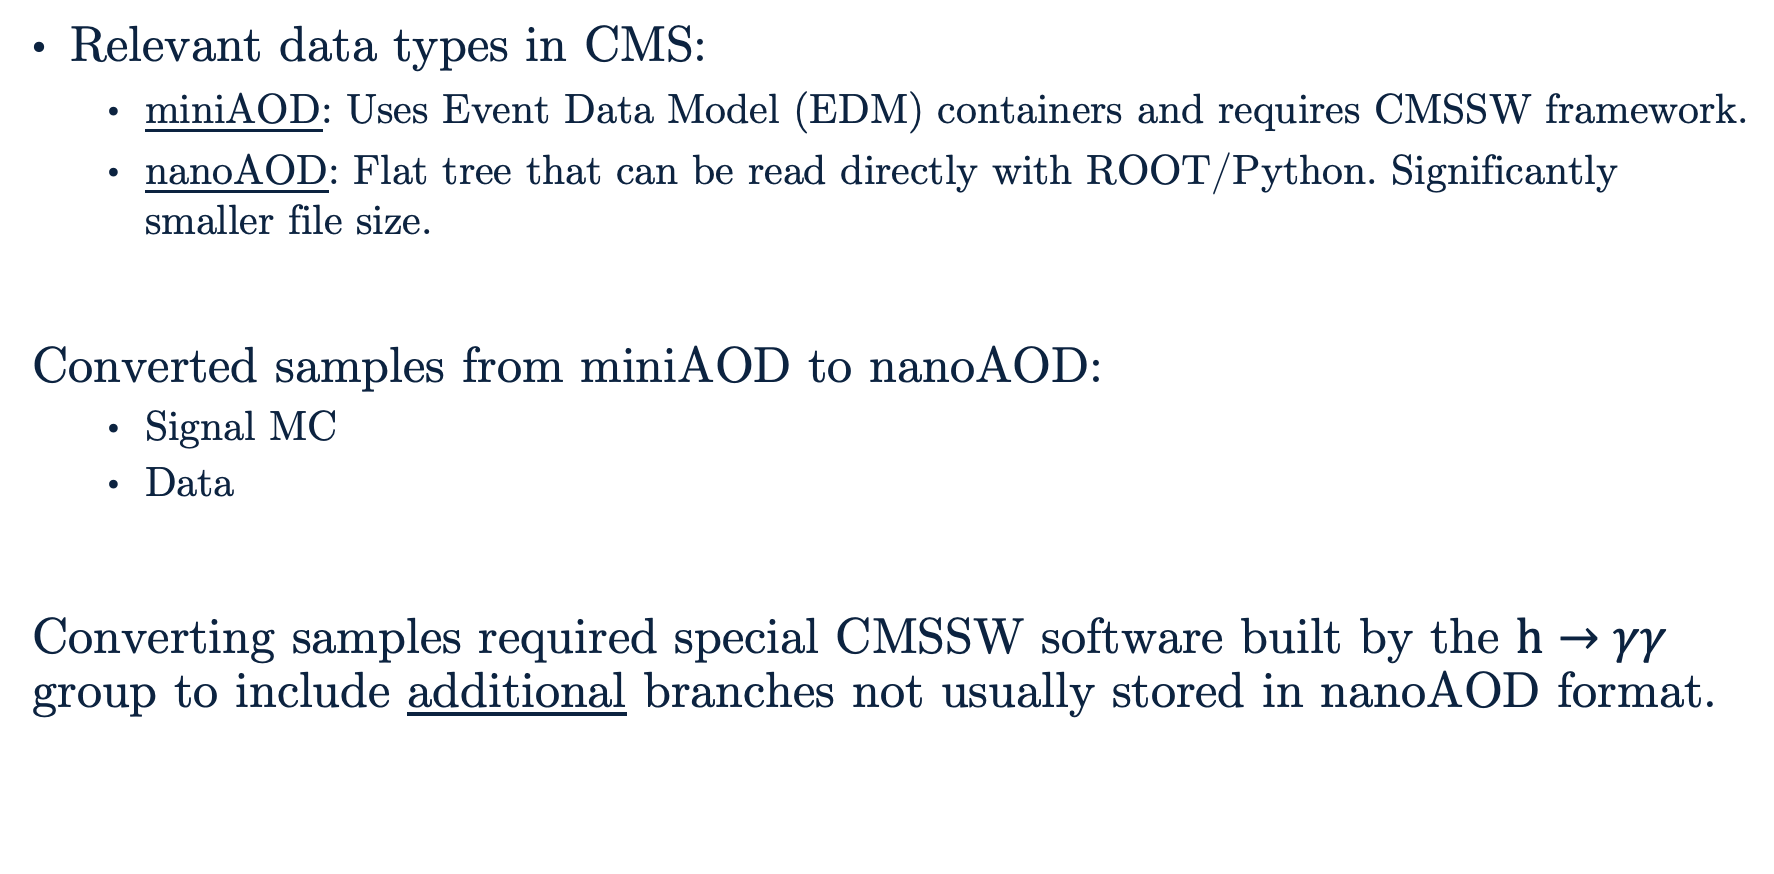 • Relevant data types in CMS:
• miniAOD: Uses Event Data Model (EDM) containers and requires CMSSW framework.
• nanoAOD: Flat tree that can be read directly with ROOT/Python. Significantly
smaller file size.
Converted samples from miniAOD to nanoAOD:
• Signal MC
• Data
Converting samples required special CMSSW software built by the h → γγ
group to include additional branches not usually stored in nanoAOD format.